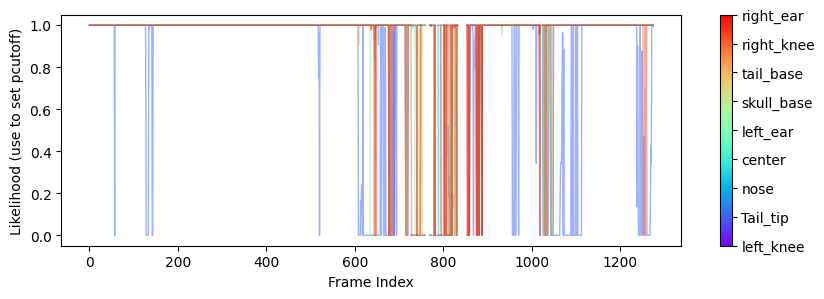 Likelihood (use to set pcutoff)
1.0
0.8
0.6
0.4
0.2
0.0
0
200
400
600
800
1000
1200
Frame Index
right_ear
right_knee
tail_base
skull_base
left_ear
center
nose
Tail_tip
left_knee